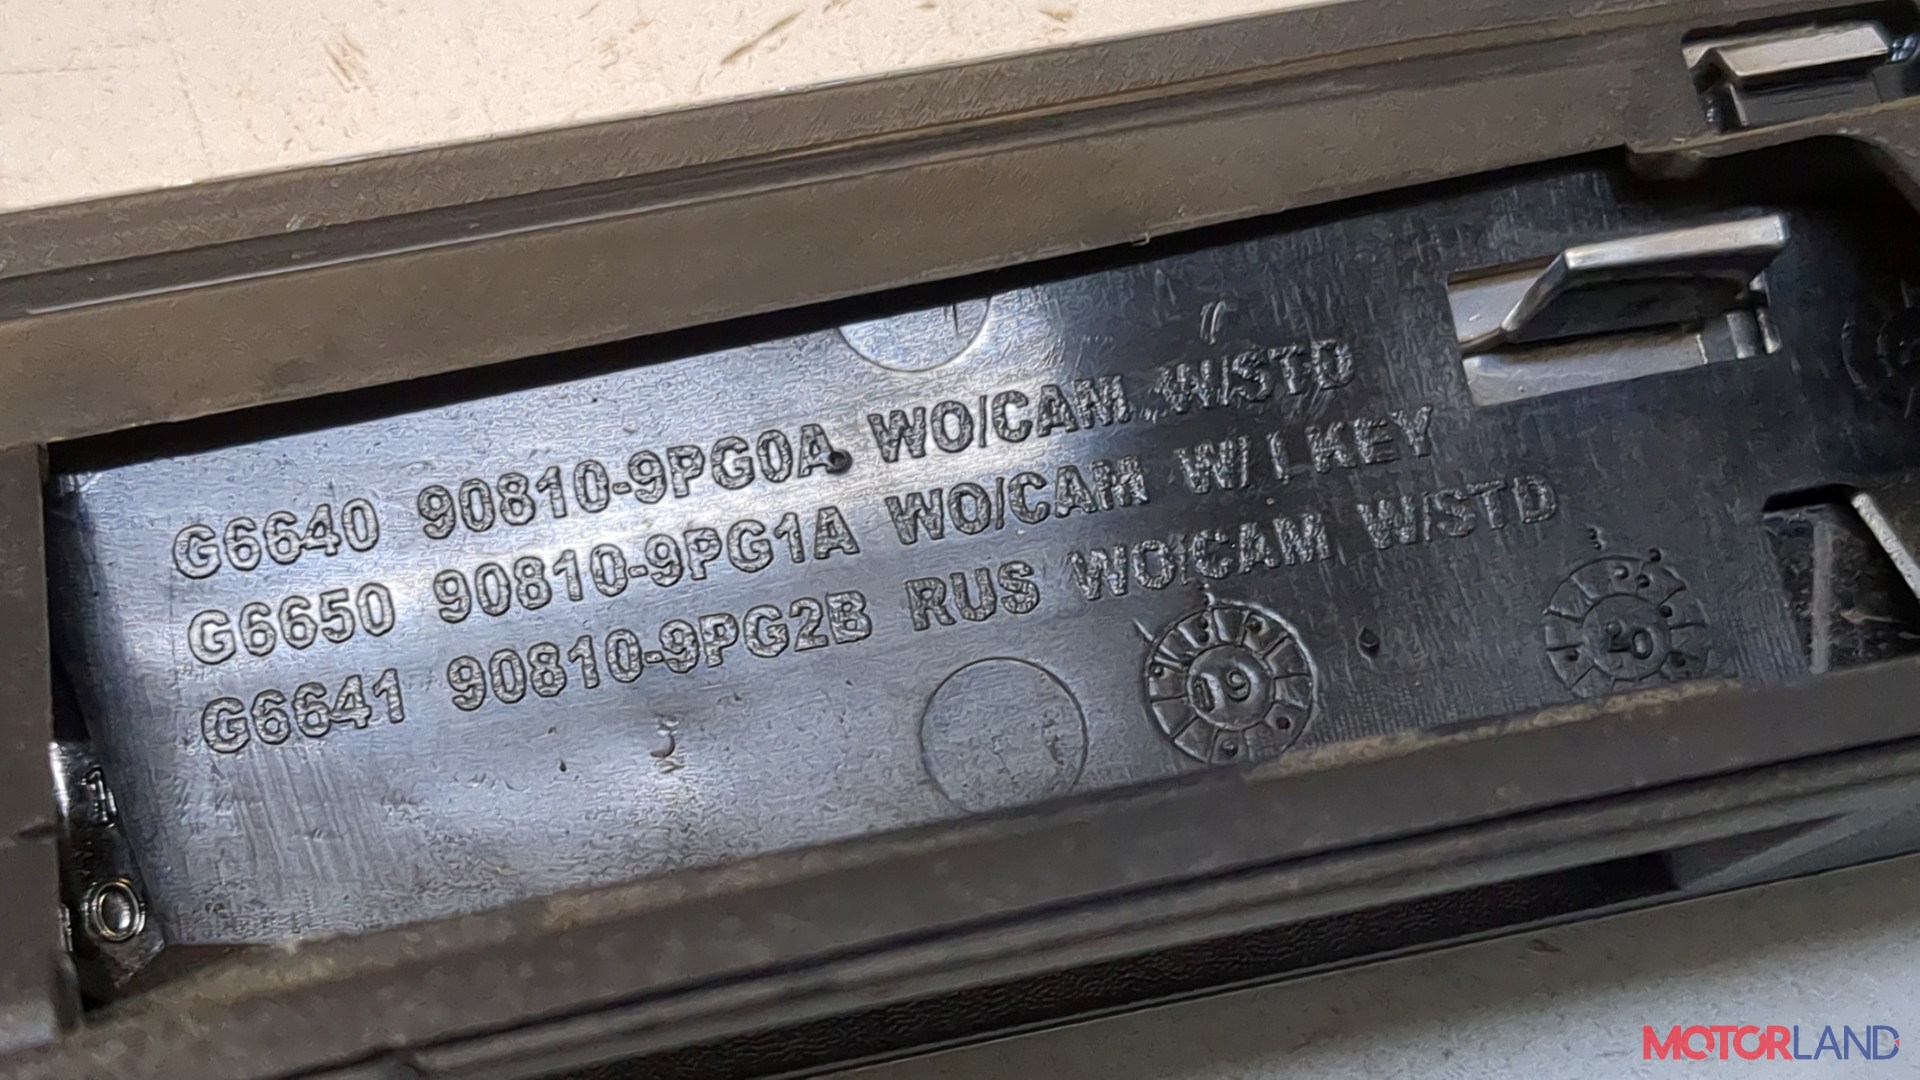 G6640 90810-9PG0A WO/CAM W/STD
G6650 90810-9PG1A WO/CAM W/ I KEY
G6641 90810-9PG2B RUS WO/CAM W/STD
19
20
MOTORLAND